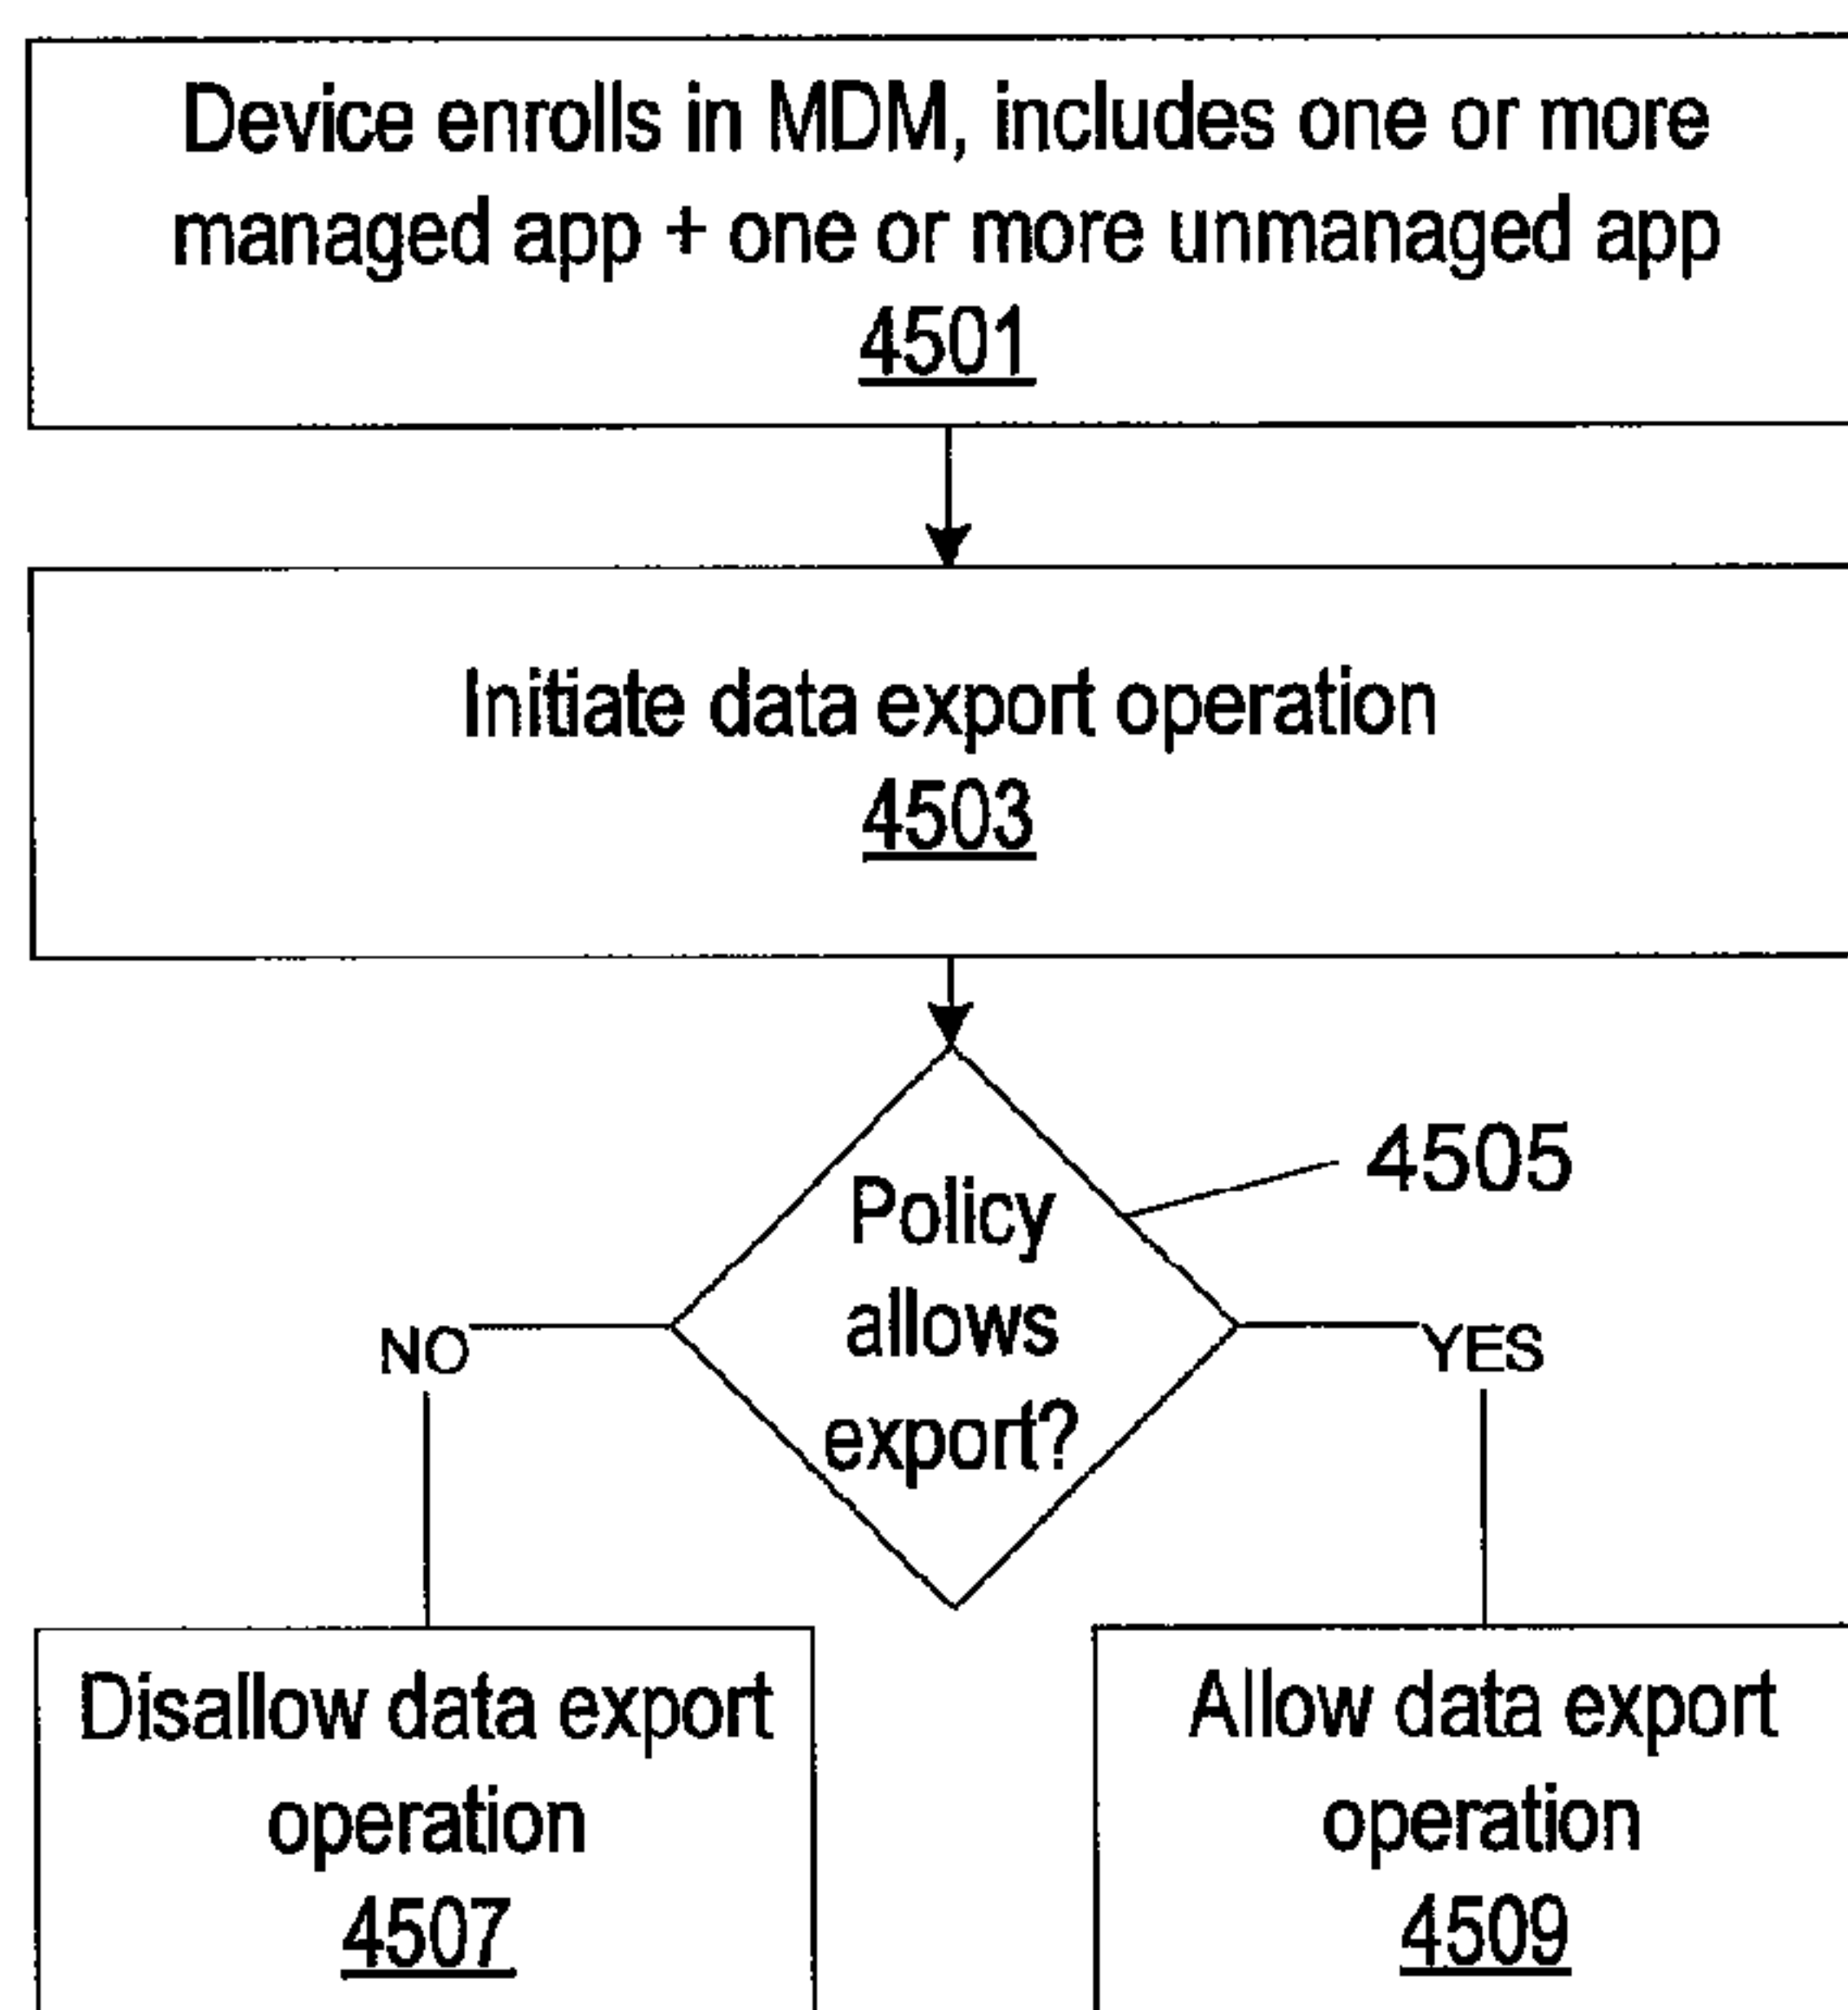 Device enrolls in MDM, includes one or more
managed app + one or more unmanaged app
4501
Initiate data export operation
4503
4505
Policy
allows
export?
NO
YES
Disallow data export
operation
4507
Allow data export
operation
4509